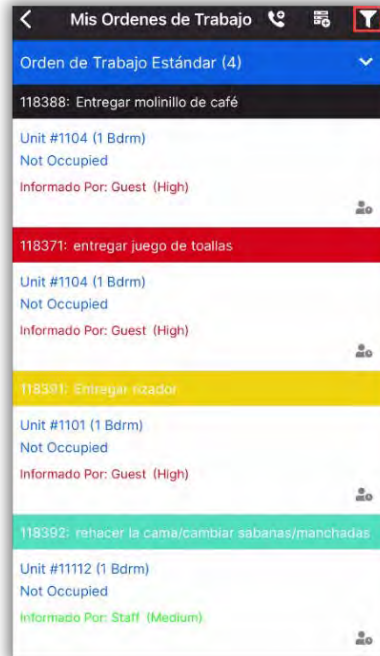 Mis Ordenes de Trabajo
Orden de Trabajo Estándar (4)
118388: Entregar molinillo de café
Unit #1104 (1 Bdrm)
Not Occupied
Informado Por: Guest (High)
118371: entregar juego de toallas
Unit #1104 (1 Bdrm)
Not Occupied
Informado Por: Guest (High)
118391: Entregar rizador
Unit #1101 (1 Bdrm)
Not Occupied
Informado Por: Guest (High)
118392: rehacer la cama/cambiar sabanas/manchadas
Unit #11112 (1 Bdrm)
Not Occupied
Informado Por: Staff (Medium)